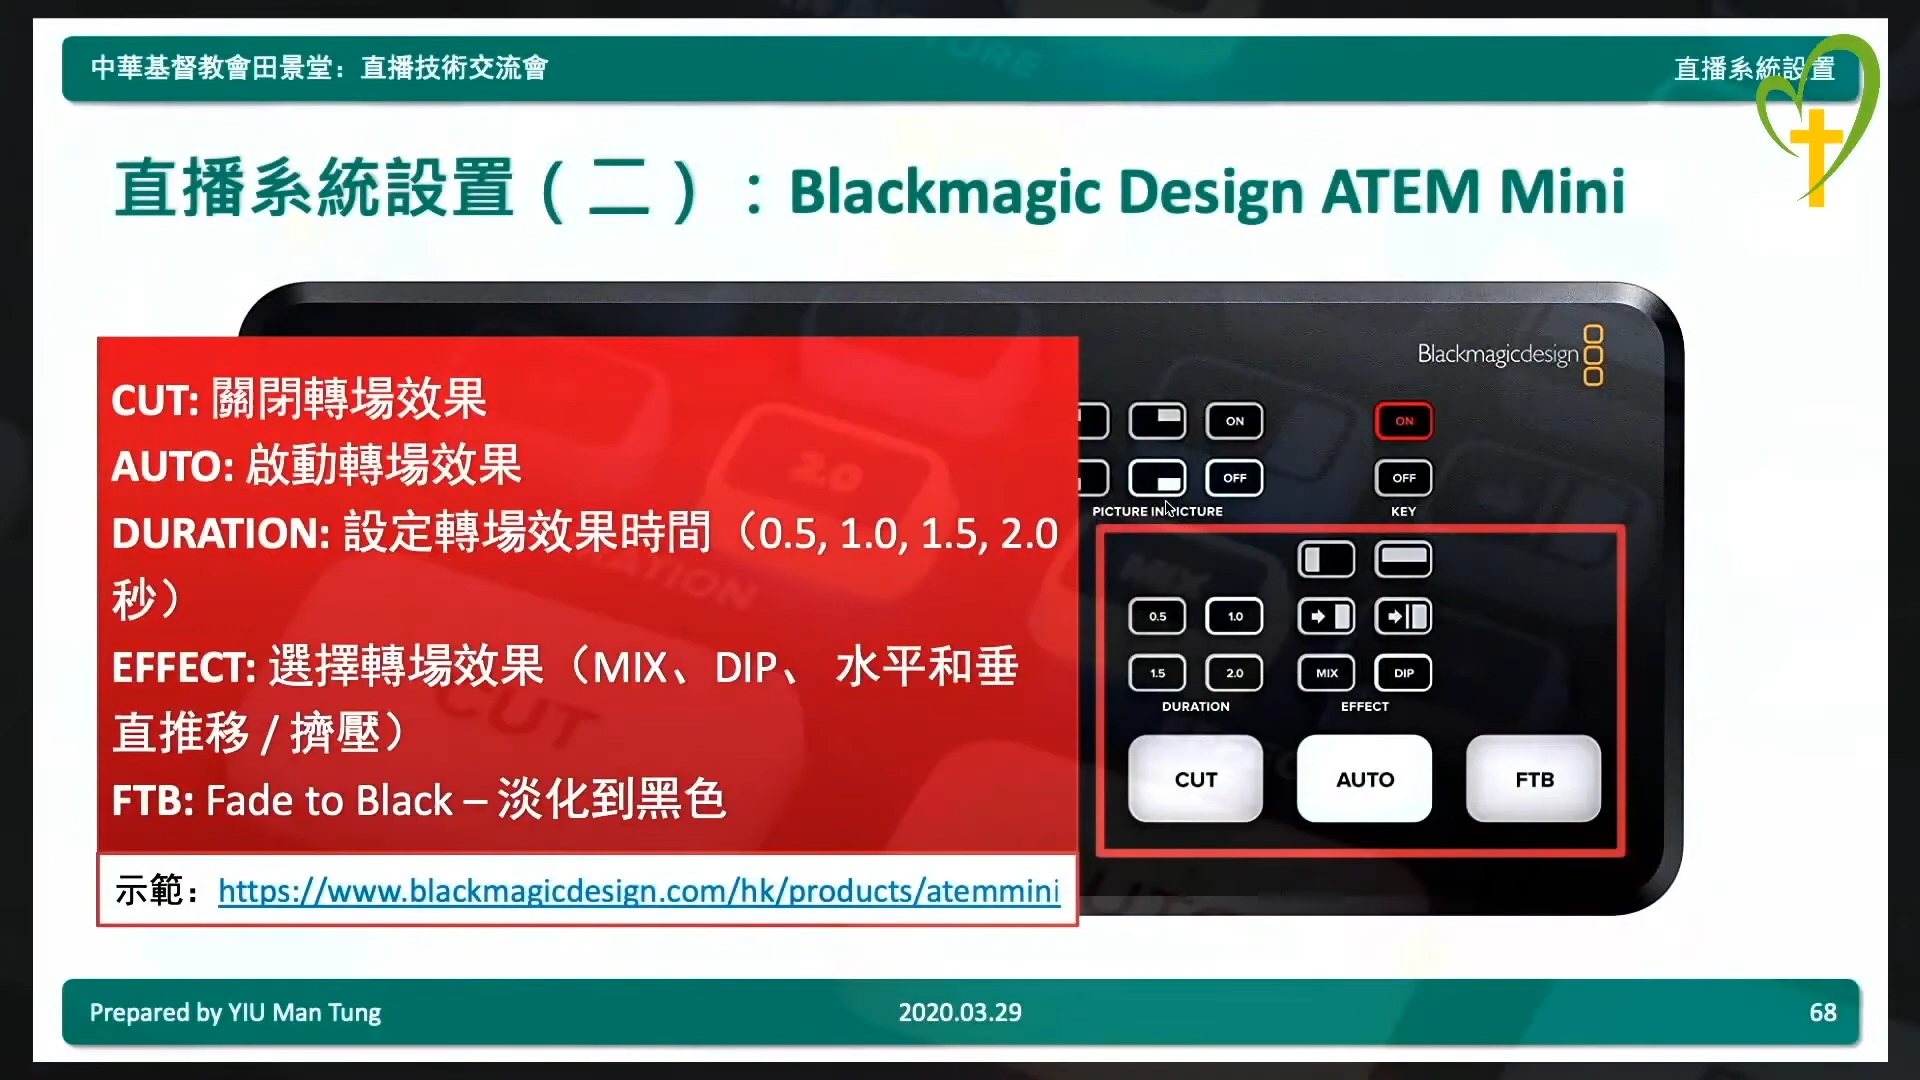 中華基督教會田景堂：直播技術交流會
直播系統設置
直播系統設置（二）：Blackmagic Design ATEM Mini
Blackmagicdesign
CUT: 關閉轉場效果
AUTO: 啟動轉場效果
DURATION: 設定轉場效果時間（0.5, 1.0, 1.5, 2.0
秒）
EFFECT: 選擇轉場效果（MIX、DIP、 水平和垂
直推移 / 擠壓）
FTB: Fade to Black – 淡化到黑色
示範：https://www.blackmagicdesign.com/hk/products/atemmini
ON
ON
OFF
OFF
PICTURE IN PICTURE
KEY
0.5
1.0
1.5
2.0
MIX
DIP
DURATION
EFFECT
CUT
AUTO
FTB
Prepared by YIU Man Tung
2020.03.29
68